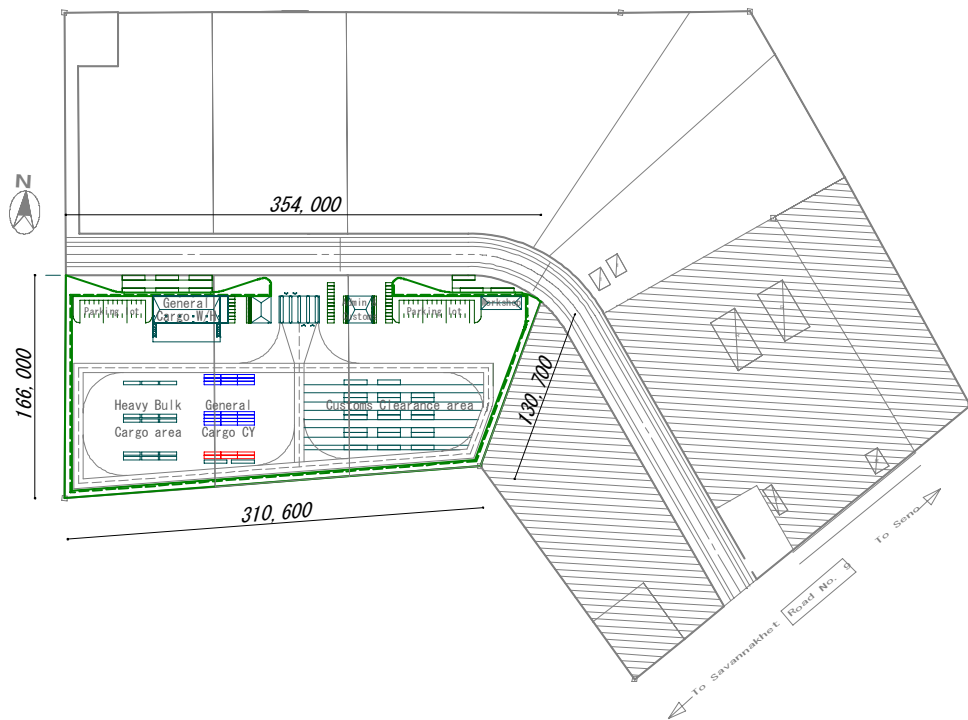 N
354,000
Parking lot
General
Cargo W/H
Parking lot
166,000
130,700
Heavy Bulk
Cargo area
General
Cargo CY
Customs Clearance area
310,600
To Seno
Road No. 9
To Savannakhet